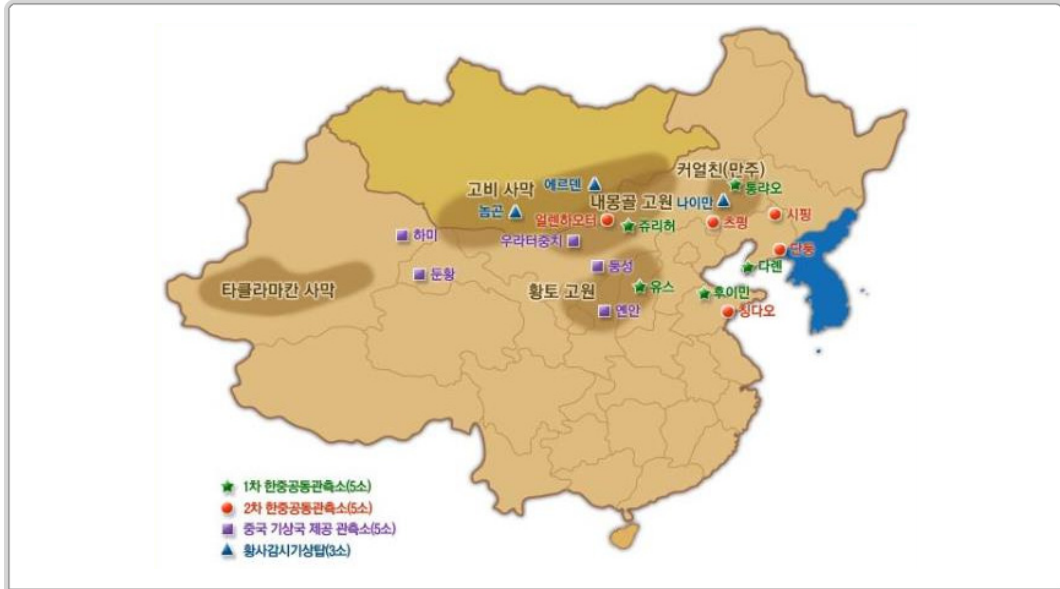 커얼친(만주)
통랴오
고비 사막
에르덴
내몽골 고원
나이만
놈곤
얼렌하오터
쥬리허
츠펑
시핑
하미
우라터중치
단둥
둔황
둥성
다롄
타클라마칸 사막
황토 고원
유스
후이민
옌안
칭다오
1차 한중공동관측소(5소)
2차 한중공동관측소(5소)
중국 기상국 제공 관측소(5소)
황사감시기상탑(3소)